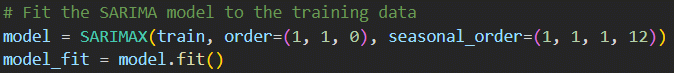 # Fit the SARIMA model to the training data
model = SARIMAX(train, order=(1, 1, 0), seasonal_order=(1, 1, 1, 12))
model_fit = model.fit()